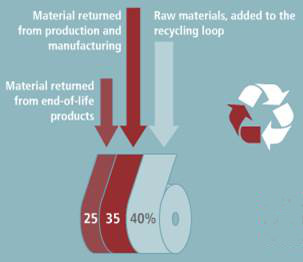 Material returned
from production and
manufacturing
Raw materials, added to the
recycling loop
Material returned
from end-of-life
products
25 35 40%